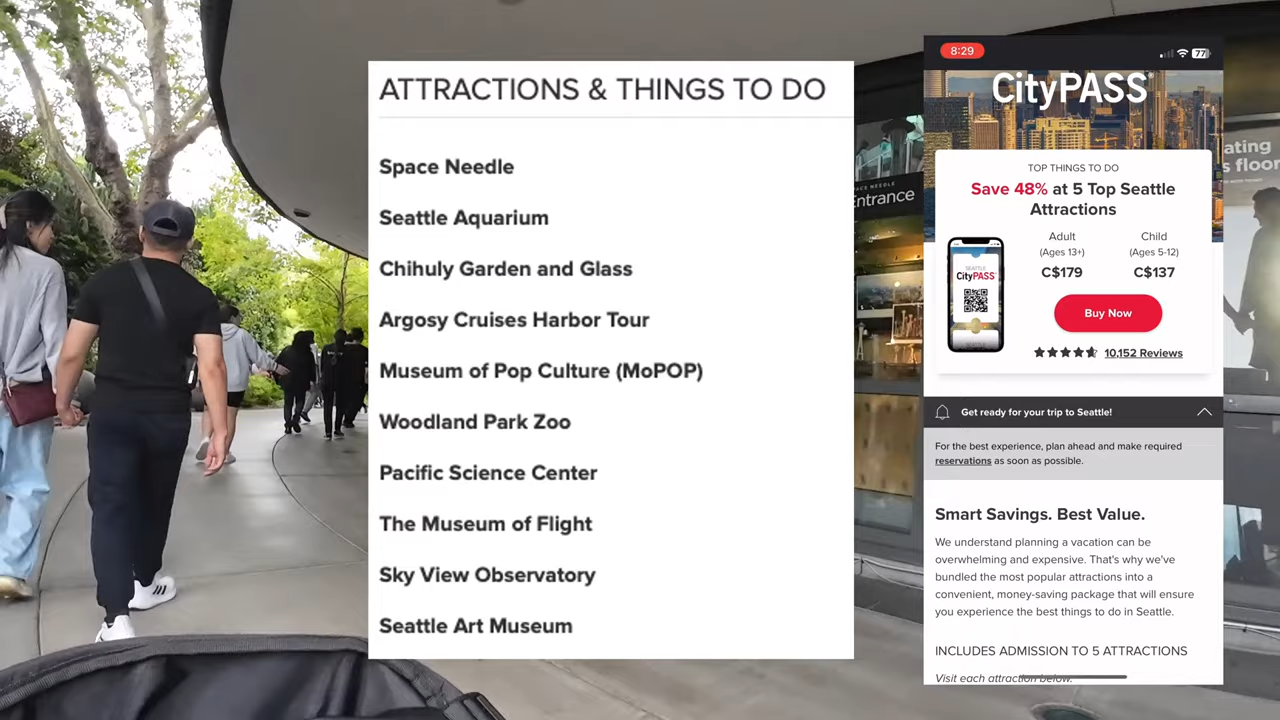 ATTRACTIONS & THINGS TO DO
Space Needle
Seattle Aquarium
Chihuly Garden and Glass
Argosy Cruises Harbor Tour
Museum of Pop Culture (MoPOP)
Woodland Park Zoo
Pacific Science Center
The Museum of Flight
Sky View Observatory
Seattle Art Museum
SPACE NEEDLE
Entrance
8:29
77
CityPASS
TOP THINGS TO DO
Save 48% at 5 Top Seattle
Attractions
Adult
Child
(Ages 13+)
(Ages 5-12)
C$179
C$137
SEATTLE
CityPASS
Buy Now
10,152 Reviews
Get ready for your trip to Seattle!
For the best experience, plan ahead and make required
reservations as soon as possible.
Smart Savings. Best Value.
We understand planning a vacation can be
overwhelming and expensive. That's why we've
bundled the most popular attractions into a
convenient, money-saving package that will ensure
you experience the best things to do in Seattle.
INCLUDES ADMISSION TO 5 ATTRACTIONS
Visit each attraction below.